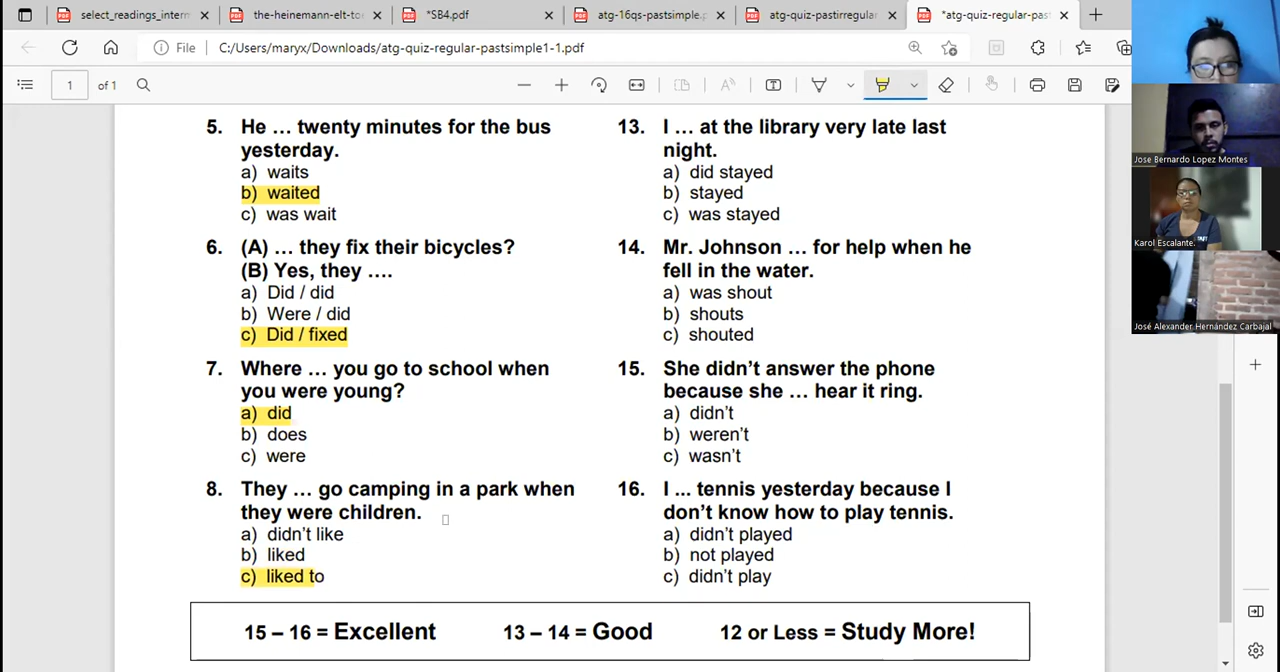 select_readings_interm
the-heinemann-elt-to
*SB4.pdf
atg-16qs-pastsimple.p
atg-quiz-pastirregular
*atg-quiz-regular-pas
File C:/Users/maryx/Downloads/atg-quiz-regular-pastsimple1-1.pdf
1 of 1
5. He … twenty minutes for the bus
yesterday.
a) waits
b) waited
c) was wait
6. (A) … they fix their bicycles?
(B) Yes, they ….
a) Did / did
b) Were / did
c) Did / fixed
7. Where … you go to school when
you were young?
a) did
b) does
c) were
8. They … go camping in a park when
they were children.
a) didn't like
b) liked
c) liked to
13. I … at the library very late last
night.
a) did stayed
b) stayed
c) was stayed
14. Mr. Johnson … for help when he
fell in the water.
a) was shout
b) shouts
c) shouted
15. She didn't answer the phone
because she … hear it ring.
a) didn't
b) weren't
c) wasn't
16. I ... tennis yesterday because I
don't know how to play tennis.
a) didn't played
b) not played
c) didn't play
15 – 16 = Excellent 13 – 14 = Good 12 or Less = Study More!
Jose Bernardo Lopez Montes
Karol Escalante.
José Alexander Hernández Carbajal